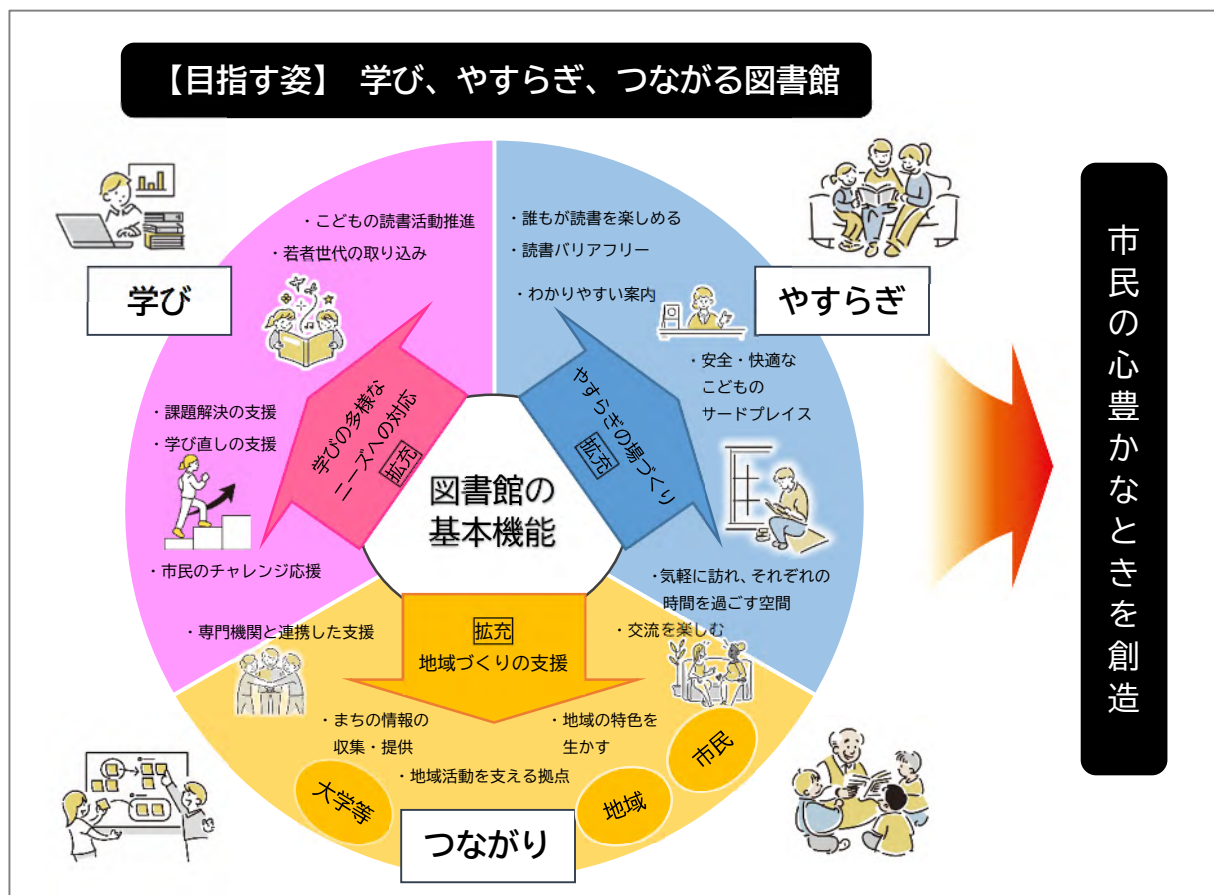 【目指す姿】 学び、やすらぎ、つながる図書館
学び
・こどもの読書活動推進
・若者世代の取り込み
・課題解決の支援
・学び直しの支援
・市民のチャレンジ応援
学びの多様な
ニーズへの対応
拡充
やすらぎ
・誰もが読書を楽しめる
・読書バリアフリー
・わかりやすい案内
・安全・快適な
こどもの
サードプレイス
・気軽に訪れ、それぞれの
時間を過ごす空間
・交流を楽しむ
やすらぎの場づくり
拡充
図書館の
基本機能
・専門機関と連携した支援
拡充
地域づくりの支援
・まちの情報の
収集・提供
・地域の特色を
生かす
・地域活動を支える拠点
大学等
地域
市民
つながり
市民の心豊かなときを創造